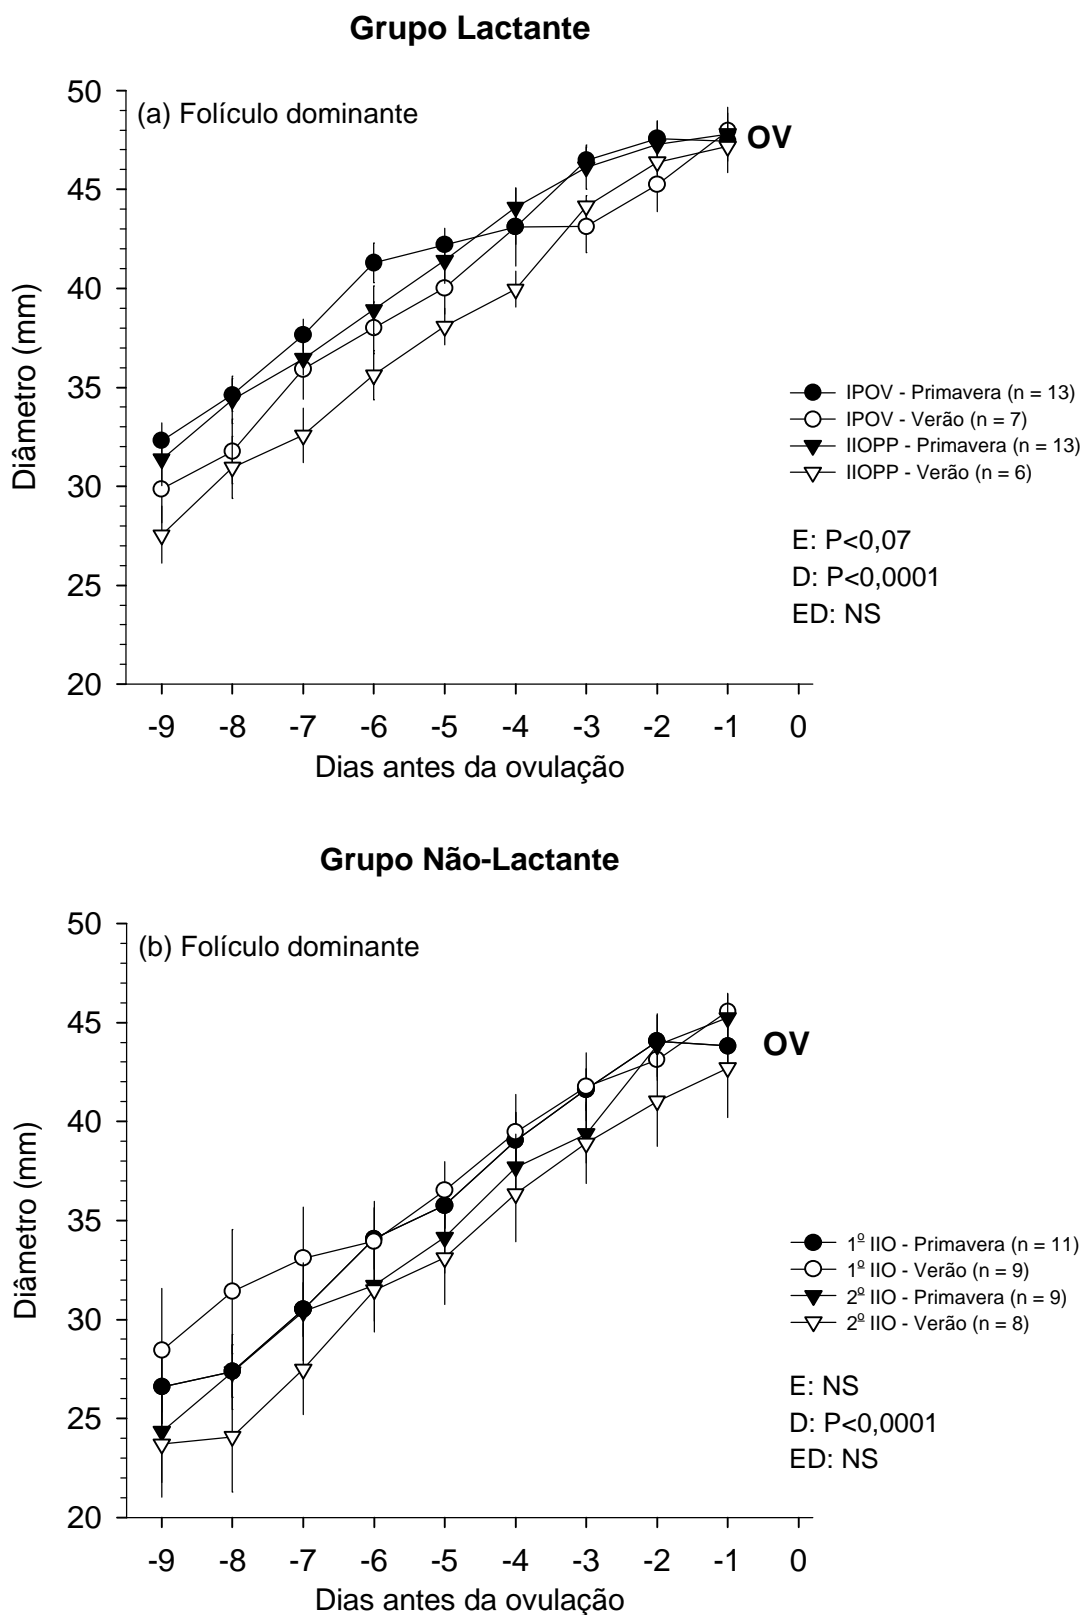 Grupo Lactante
50
(a) Folículo dominante
OV
45
40
35
30
25
20
Diâmetro (mm)
IPOV - Primavera (n = 13)
IPOV - Verão (n = 7)
IIOPP - Primavera (n = 13)
IIOPP - Verão (n = 6)
E: P<0,07
D: P<0,0001
ED: NS
-9 -8 -7 -6 -5 -4 -3 -2 -1 0
Dias antes da ovulação
Grupo Não-Lactante
50
(b) Folículo dominante
45
OV
40
35
30
25
20
Diâmetro (mm)
1º IIO - Primavera (n = 11)
1º IIO - Verão (n = 9)
2º IIO - Primavera (n = 9)
2º IIO - Verão (n = 8)
E: NS
D: P<0,0001
ED: NS
-9 -8 -7 -6 -5 -4 -3 -2 -1 0
Dias antes da ovulação